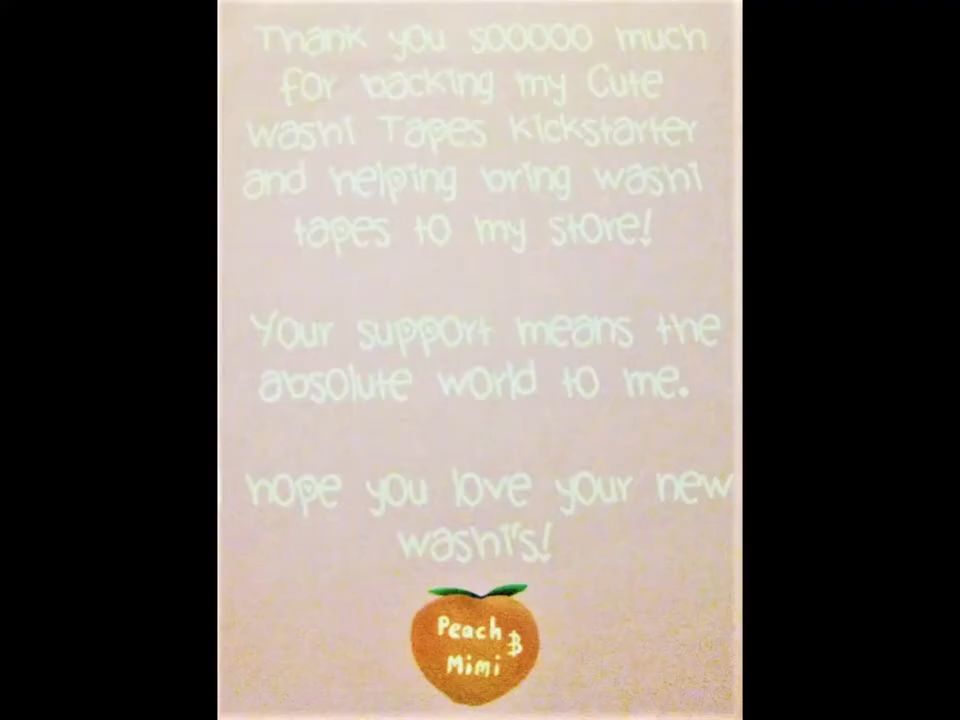 Thank you sooooo much
for backing my Cute
washi Tapes Kickstarter
and helping bring washi
tapes to my store!
Your support means the
absolute world to me.
hope you love your new
washi's!
Peach &
Mimi